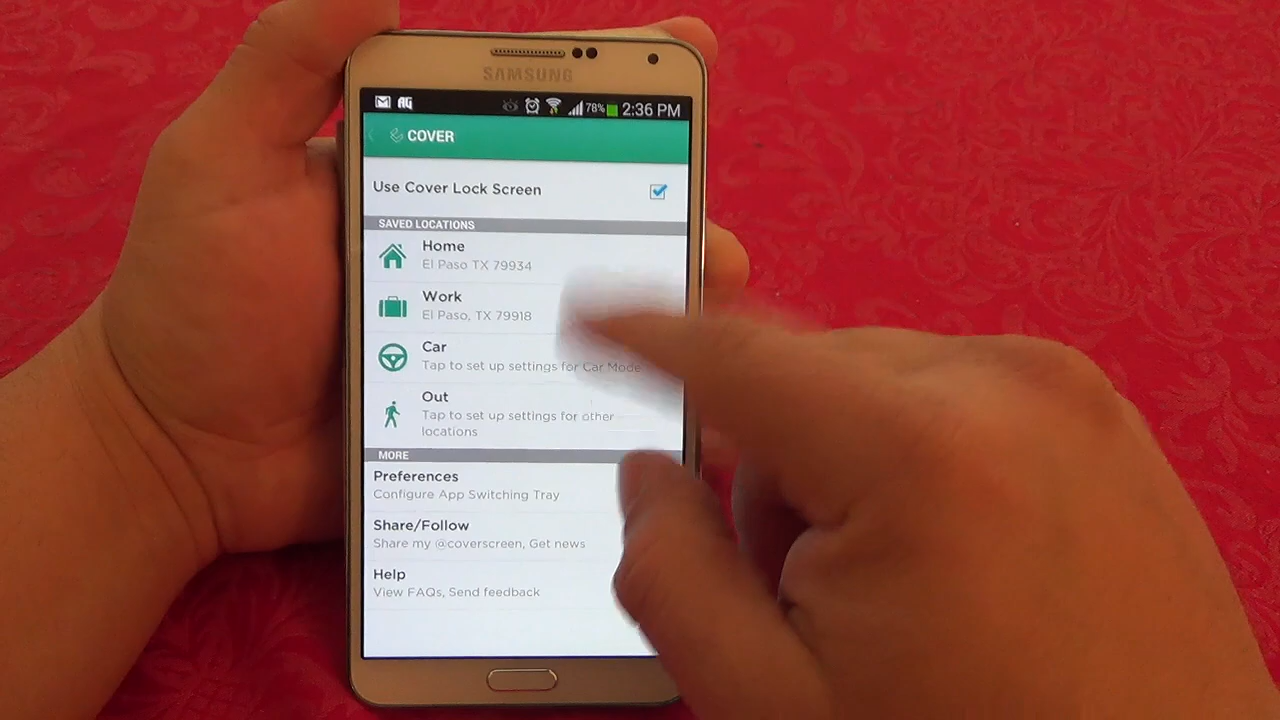 SAMSUNG
78% 2:36 PM
COVER
Use Cover Lock Screen
SAVED LOCATIONS
Home
El Paso TX 79934
Work
El Paso, TX 79918
Car
Tap to set up settings for Car Mode
Out
Tap to set up settings for other
locations
MORE
Preferences
Configure App Switching Tray
Share/Follow
Share my @coverscreen, Get news
Help
View FAQs, Send feedback